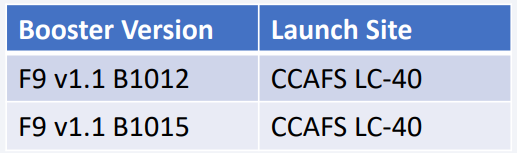 Booster Version Launch Site
F9 v1.1 B1012 CCAFS LC-40
F9 v1.1 B1015 CCAFS LC-40